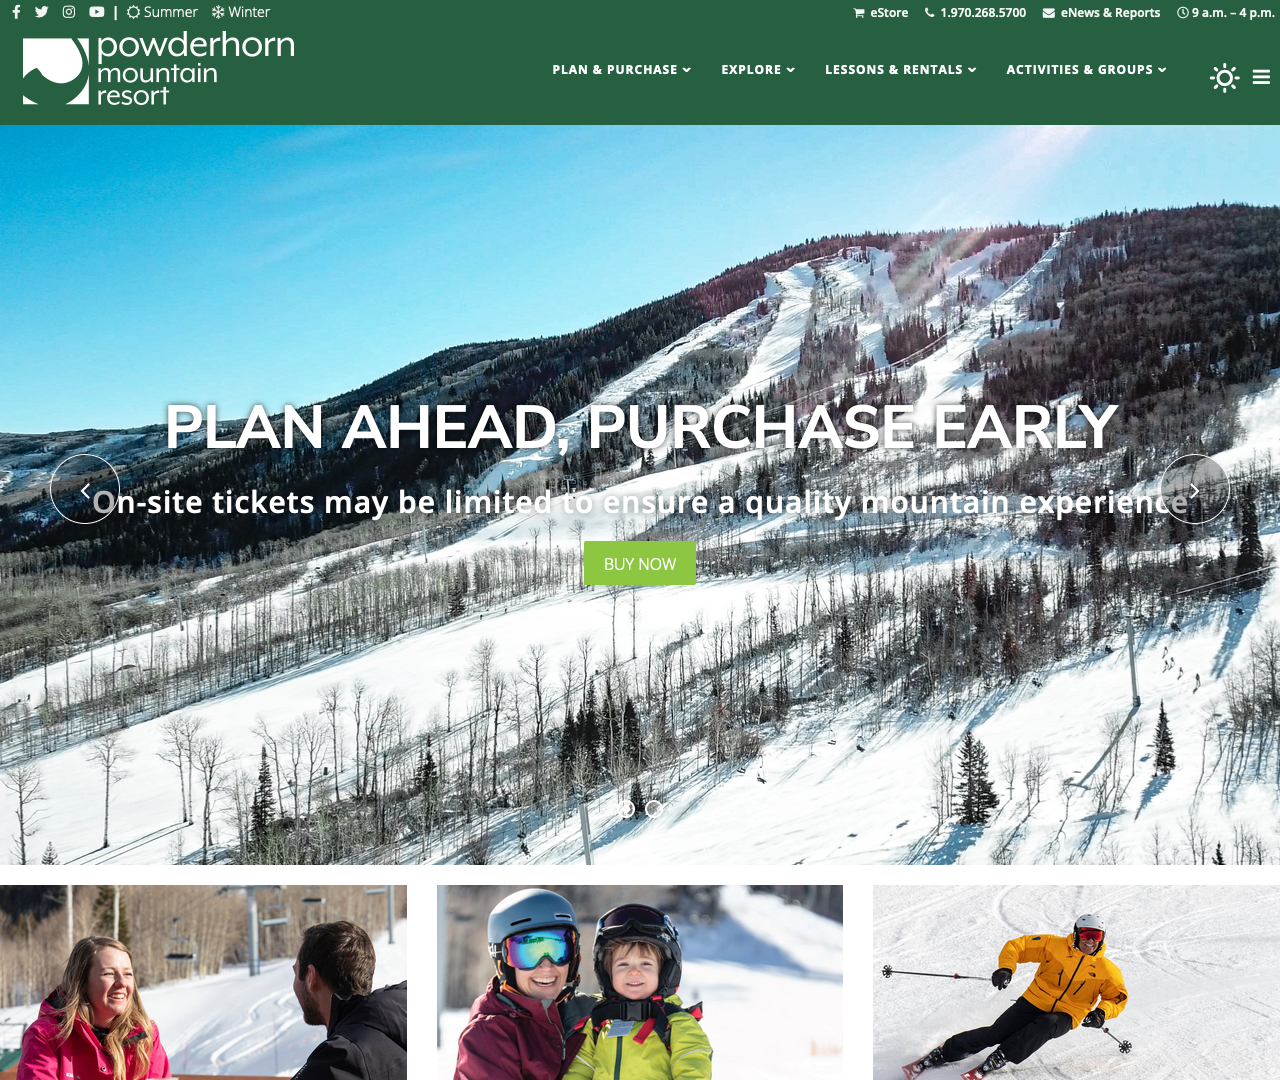 Summer Winter
eStore 1.970.268.5700 eNews & Reports 9 a.m. – 4 p.m.
powderhorn
mountain
resort
PLAN & PURCHASE EXPLORE LESSONS & RENTALS ACTIVITIES & GROUPS
PLAN AHEAD, PURCHASE EARLY
On-site tickets may be limited to ensure a quality mountain experience
BUY NOW